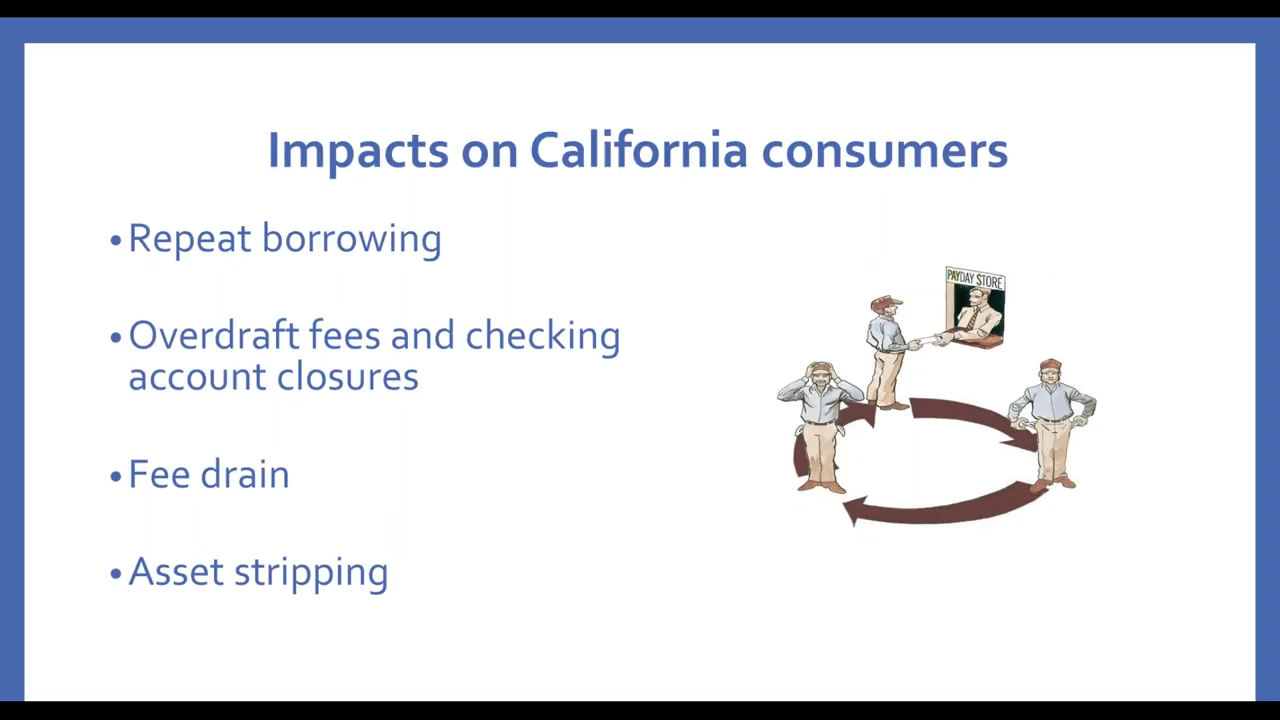 Impacts on California consumers
•Repeat borrowing
•Overdraft fees and checking
account closures
•Fee drain
•Asset stripping
PAYDAY STORE